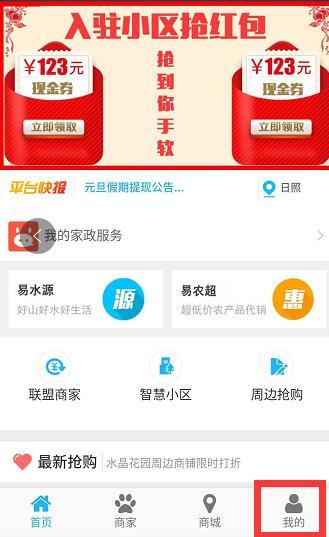 入驻小区抢红包
¥123元
现金券
立即领取
抢到你手软
¥123元
现金券
立即领取
平台快报 元旦假期提现公告... 日照
我的家政服务
易水源
好山好水好生活
源
易农超
超低价农产品代销
惠
联盟商家 智慧小区 周边抢购
最新抢购 水晶花园周边商铺限时打折
首页 商家 商城 我的